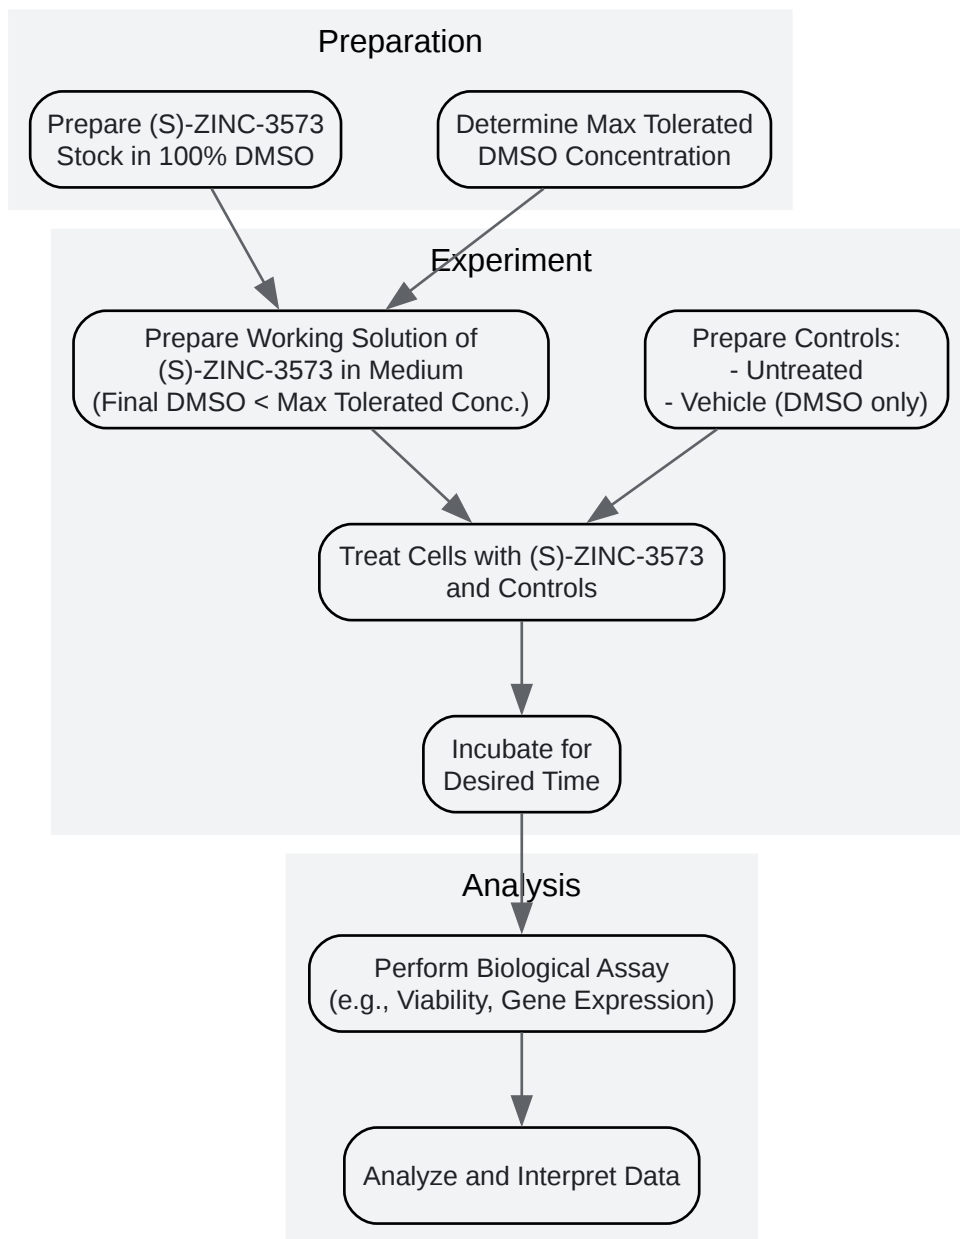 Preparation
Prepare (S)-ZINC-3573
Stock in 100% DMSO
Determine Max Tolerated
DMSO Concentration
Experiment
Prepare Working Solution of
(S)-ZINC-3573 in Medium
(Final DMSO < Max Tolerated Conc.)
Prepare Controls:
- Untreated
- Vehicle (DMSO only)
Treat Cells with (S)-ZINC-3573
and Controls
Incubate for
Desired Time
Analysis
Perform Biological Assay
(e.g., Viability, Gene Expression)
Analyze and Interpret Data